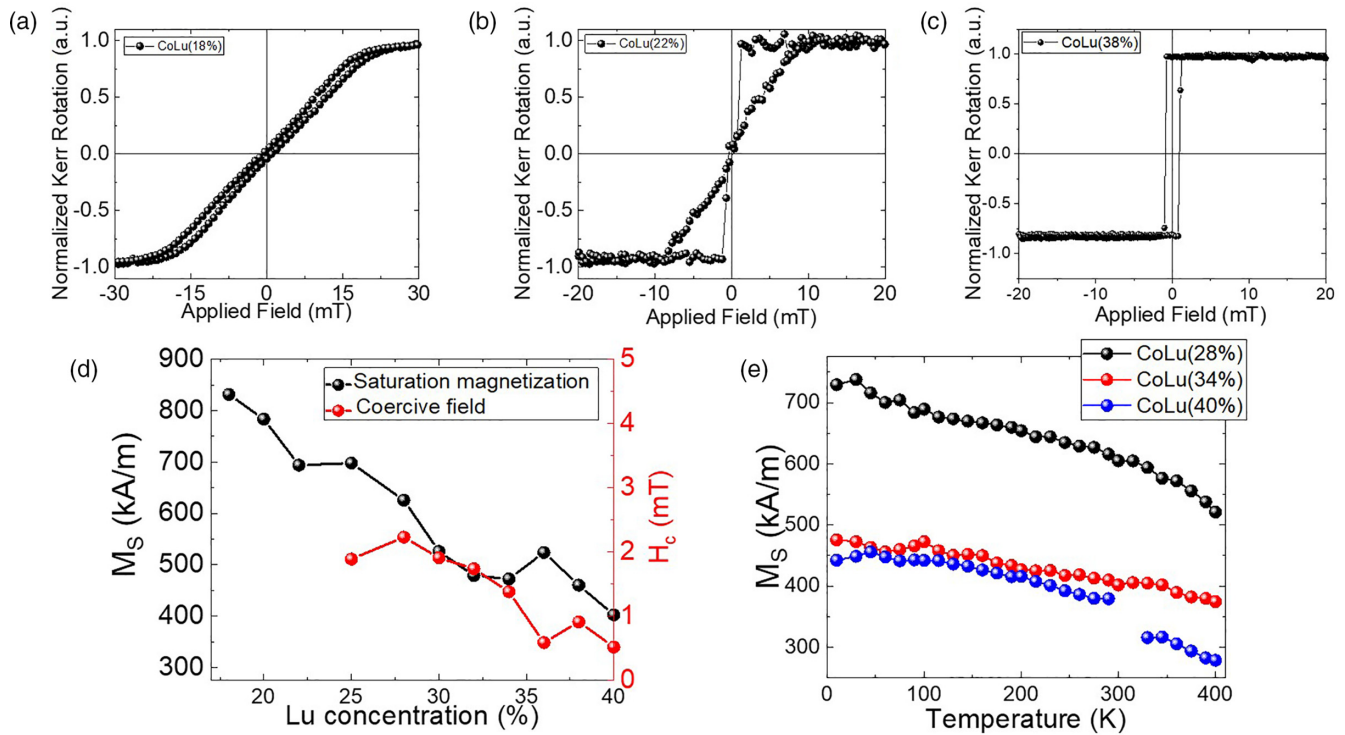 (a)
CoLu(18%)
Normalized Kerr Rotation (a.u.)
1.0
0.5
0.0
-0.5
-1.0
-30 -15 0 15 30
Applied Field (mT)
(b)
CoLu(22%)
Normalized Kerr Rotation (a.u.)
1.0
0.5
0.0
-0.5
-1.0
-20 -10 0 10 20
Applied Field (mT)
(c)
CoLu(38%)
Normalized Kerr Rotation (a.u.)
1.0
0.5
0.0
-0.5
-1.0
-20 -10 0 10 20
Applied Field (mT)
(d)
Saturation magnetization
Coercive field
M_S (kA/m)
900
800
700
600
500
400
300
5
4
3
2
1
0
H_c (mT)
20 25 30 35 40
Lu concentration (%)
(e)
CoLu(28%)
CoLu(34%)
CoLu(40%)
M_S (kA/m)
700
600
500
400
300
0 100 200 300 400
Temperature (K)